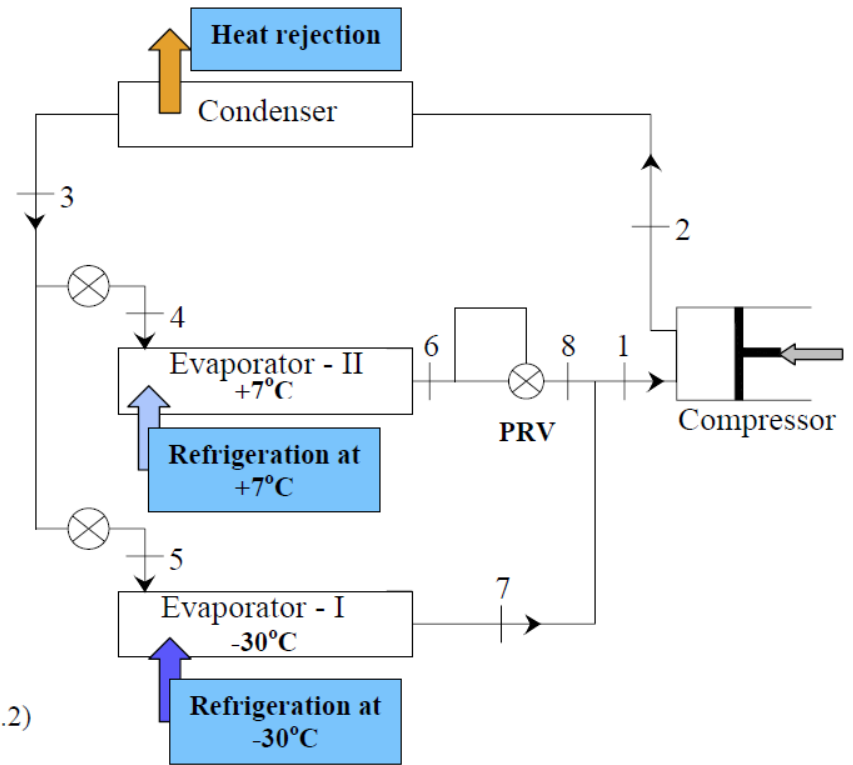 Heat rejection
Condenser
3
2
4
Evaporator - II
+7°C
6
8
1
PRV
Compressor
Refrigeration at
+7°C
5
Evaporator - I
-30°C
7
Refrigeration at
-30°C
.2)